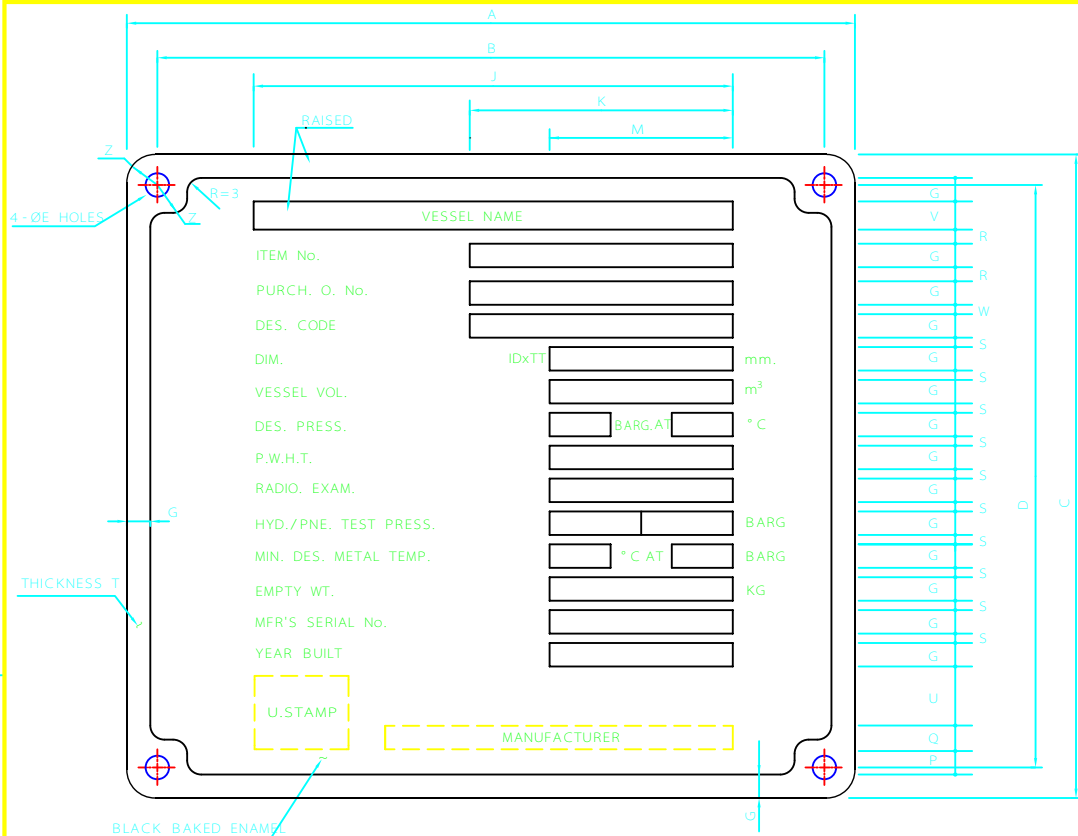 A
B
J
K
M
RAISED
Z
R=3
4-ØE HOLES
Z
VESSEL NAME
G
V
R
ITEM No.
G
R
PURCH. O. No.
G
W
DES. CODE
G
S
DIM. IDxTT mm.
G
S
VESSEL VOL. m³
G
S
DES. PRESS. BARG.AT °C
G
S
P.W.H.T.
G
S
RADIO. EXAM.
G
S
HYD./PNE. TEST PRESS. BARG
G
S
MIN. DES. METAL TEMP. °C AT BARG
G
S
EMPTY WT. KG
G
S
MFR'S SERIAL No.
G
S
YEAR BUILT
G
D
C
G
THICKNESS T
U
U.STAMP
MANUFACTURER
Q
P
G
BLACK BAKED ENAMEL